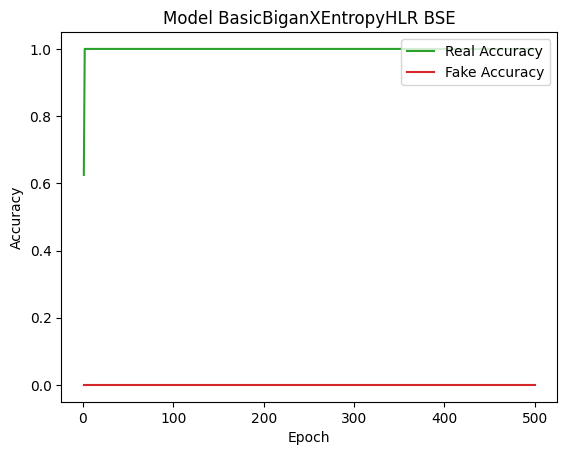 Model BasicBiganXEntropyHLR BSE
Real Accuracy
Fake Accuracy
1.0
0.8
0.6
0.4
0.2
0.0
Accuracy
0
100
200
300
400
500
Epoch